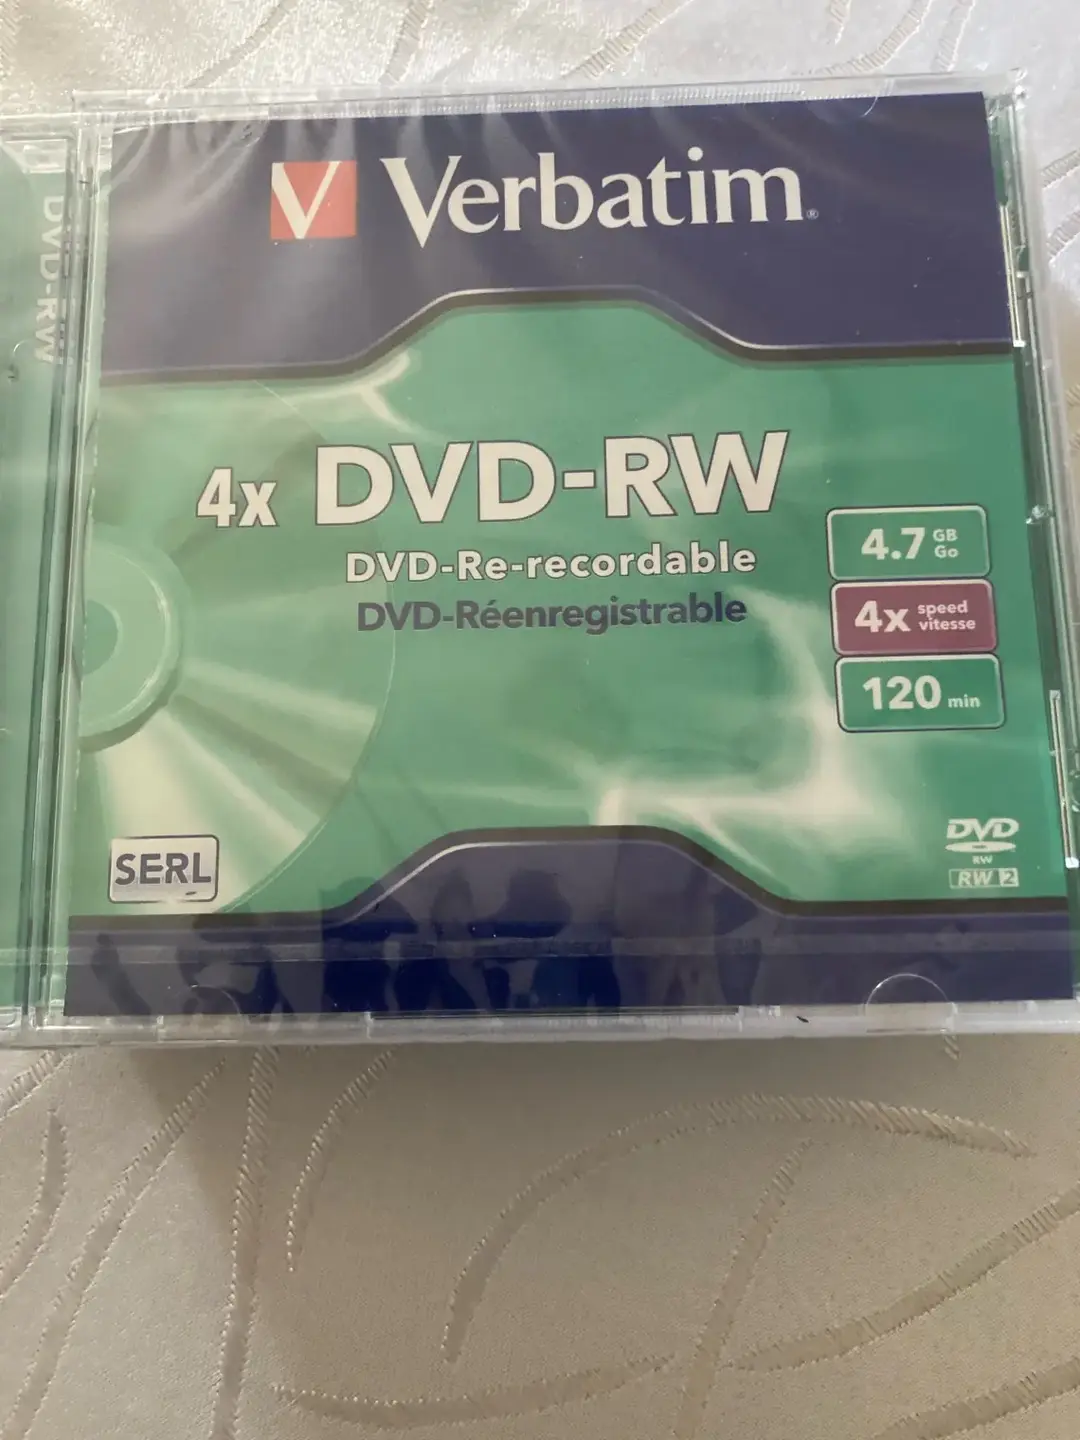 Verbatim®
DVD-RW
4x DVD-RW
DVD-Re-recordable
DVD-Réenregistrable
4.7 GB Go
4x speed vitesse
120 min
SERL
DVD
RW
RW 2